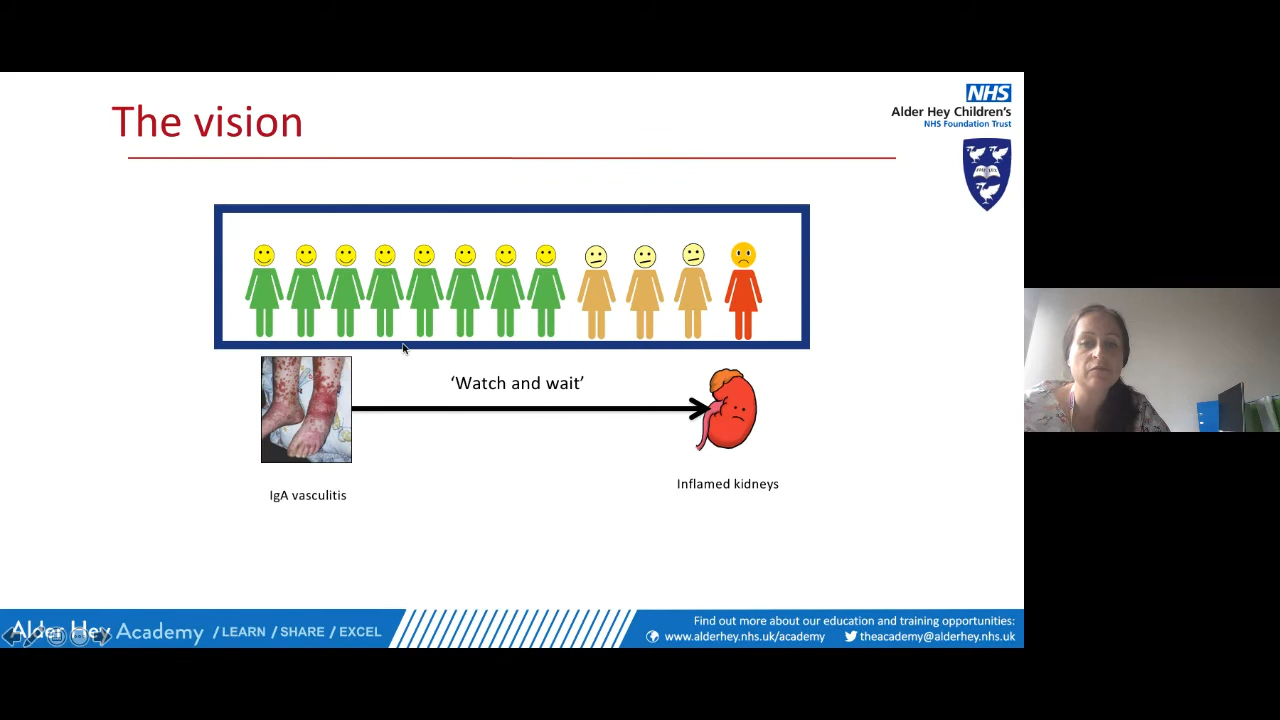 The vision
NHS
Alder Hey Children's
NHS Foundation Trust
'Watch and wait'
IgA vasculitis
Inflamed kidneys
Alder Hey Academy / LEARN / SHARE / EXCEL
Find out more about our education and training opportunities:
www.alderhey.nhs.uk/academy theacademy@alderhey.nhs.uk